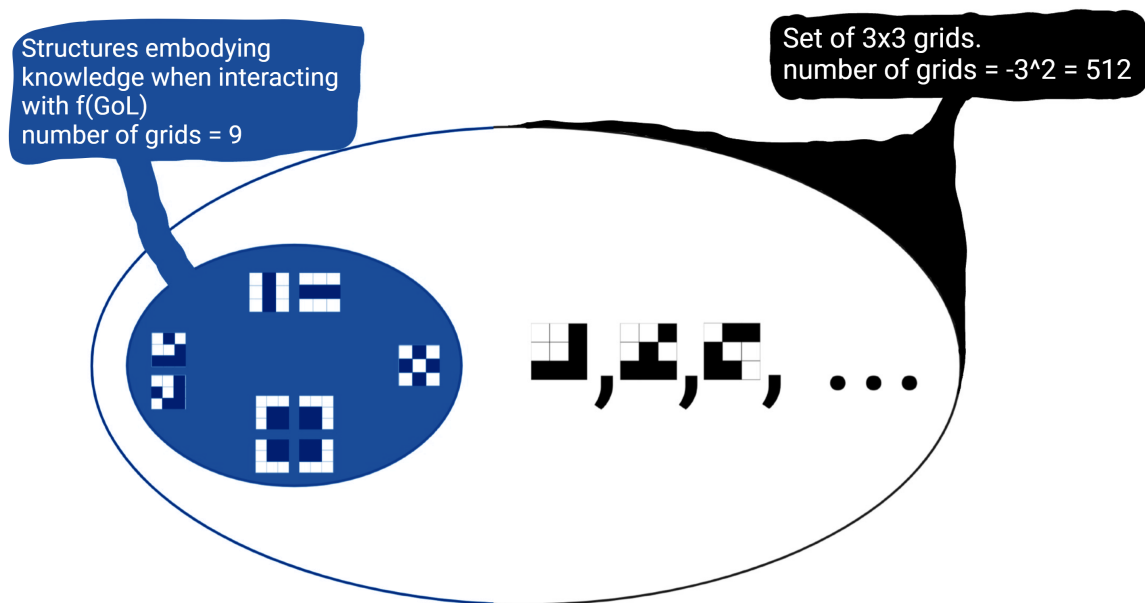 Structures embodying
knowledge when interacting
with f(GoL)
number of grids = 9
Set of 3x3 grids.
number of grids = -3^2 = 512
, , , ...